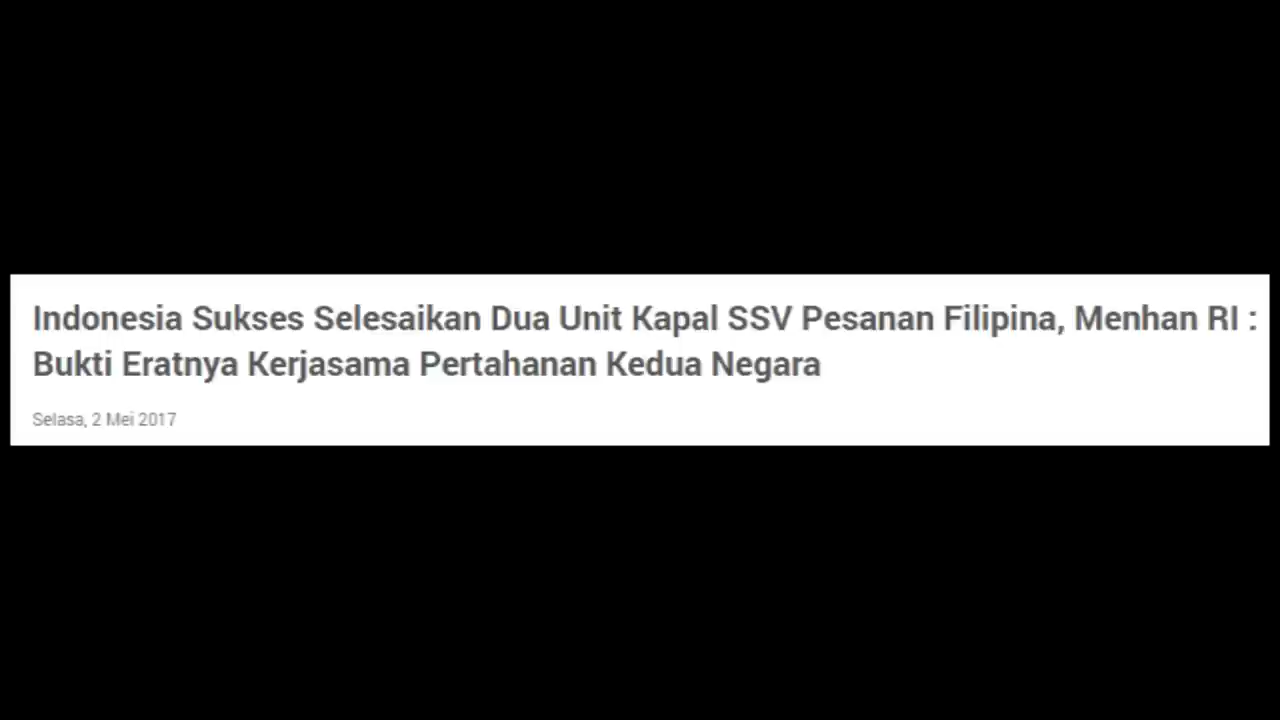 Indonesia Sukses Selesaikan Dua Unit Kapal SSV Pesanan Filipina, Menhan RI :
Bukti Eratnya Kerjasama Pertahanan Kedua Negara
Selasa, 2 Mei 2017